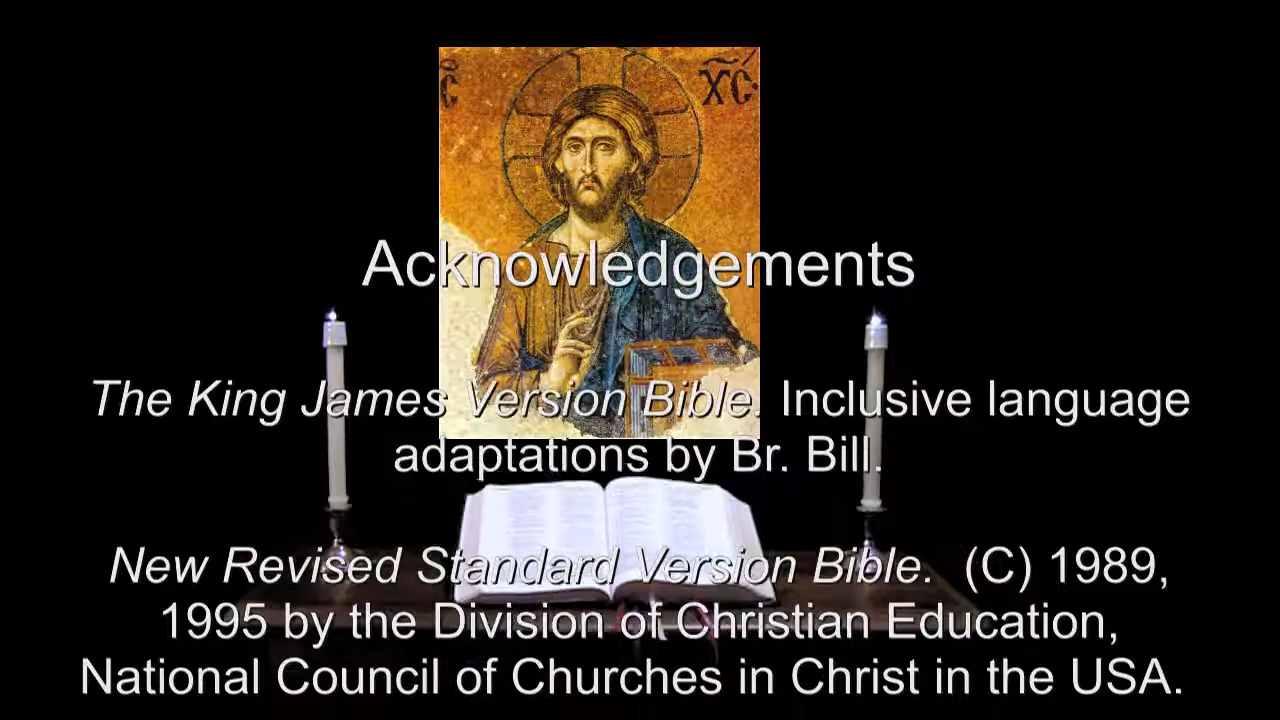 C̅ X̅C̅
Acknowledgements
The King James Version Bible. Inclusive language
adaptations by Br. Bill.
New Revised Standard Version Bible. (C) 1989,
1995 by the Division of Christian Education,
National Council of Churches in Christ in the USA.